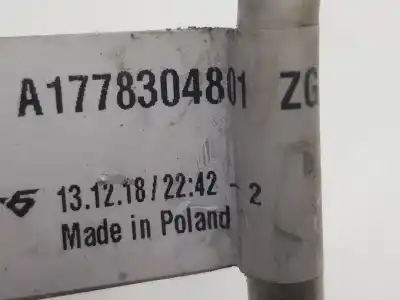 A1778304801 ZG
13.12.18/22:42 - 2
Made in Poland